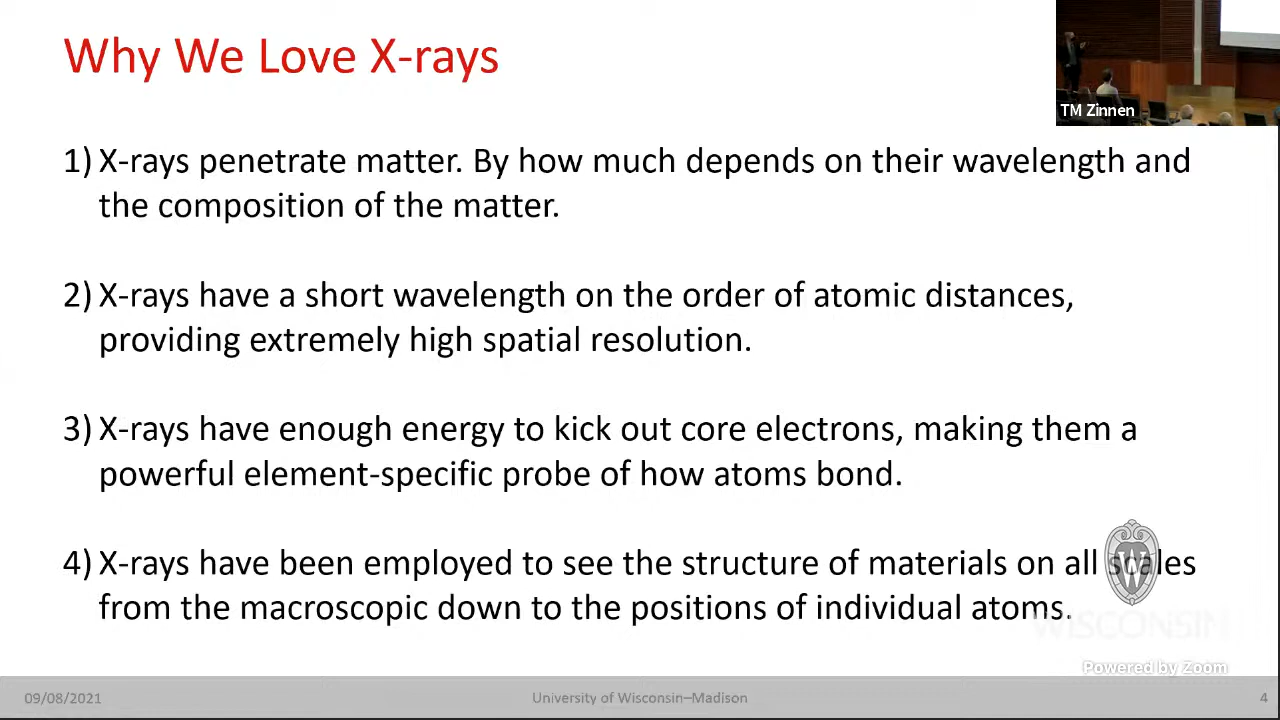 Why We Love X-rays
TM Zinnen
1) X-rays penetrate matter. By how much depends on their wavelength and
the composition of the matter.
2) X-rays have a short wavelength on the order of atomic distances,
providing extremely high spatial resolution.
3) X-rays have enough energy to kick out core electrons, making them a
powerful element-specific probe of how atoms bond.
4) X-rays have been employed to see the structure of materials on all scales
from the macroscopic down to the positions of individual atoms.
W
WISCONSIN
Powered by Zoom
09/08/2021
University of Wisconsin–Madison
4